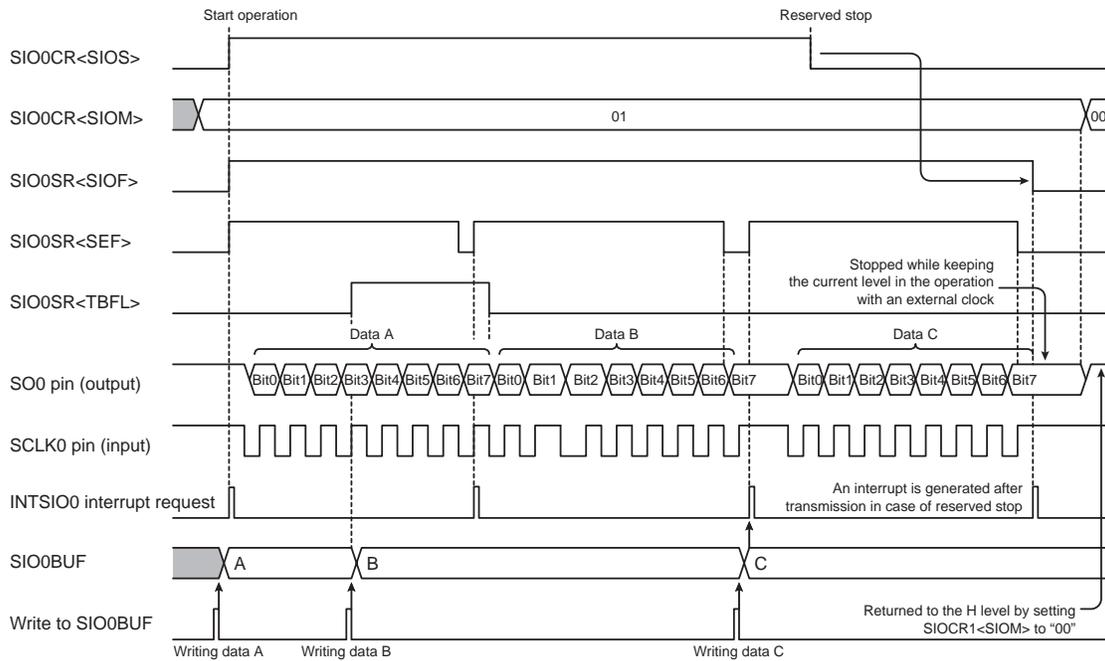 Start operation
Reserved stop
SIO0CR<SIOS>
SIO0CR<SIOM>
01
00
SIO0SR<SIOF>
SIO0SR<SEF>
Stopped while keeping
the current level in the operation
with an external clock
SIO0SR<TBFL>
Data A
Data B
Data C
SO0 pin (output)
Bit0 Bit1 Bit2 Bit3 Bit4 Bit5 Bit6 Bit7 Bit0 Bit1 Bit2 Bit3 Bit4 Bit5 Bit6 Bit7 Bit0 Bit1 Bit2 Bit3 Bit4 Bit5 Bit6 Bit7
SCLK0 pin (input)
INTSIO0 interrupt request
An interrupt is generated after
transmission in case of reserved stop
SIO0BUF
A
B
C
Write to SIO0BUF
Returned to the H level by setting
SIOCR1<SIOM> to “00”
Writing data A
Writing data B
Writing data C